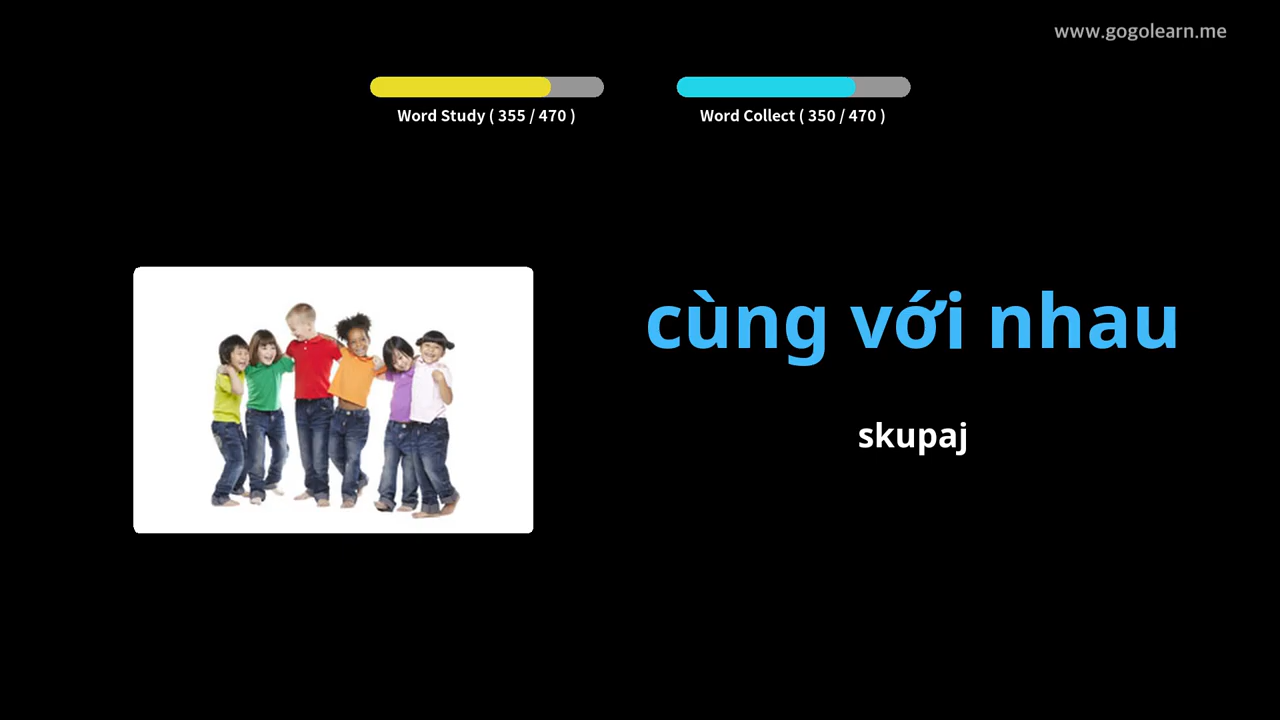 www.gogolearn.me
Word Study ( 355 / 470 )
Word Collect ( 350 / 470 )
cùng với nhau
skupaj